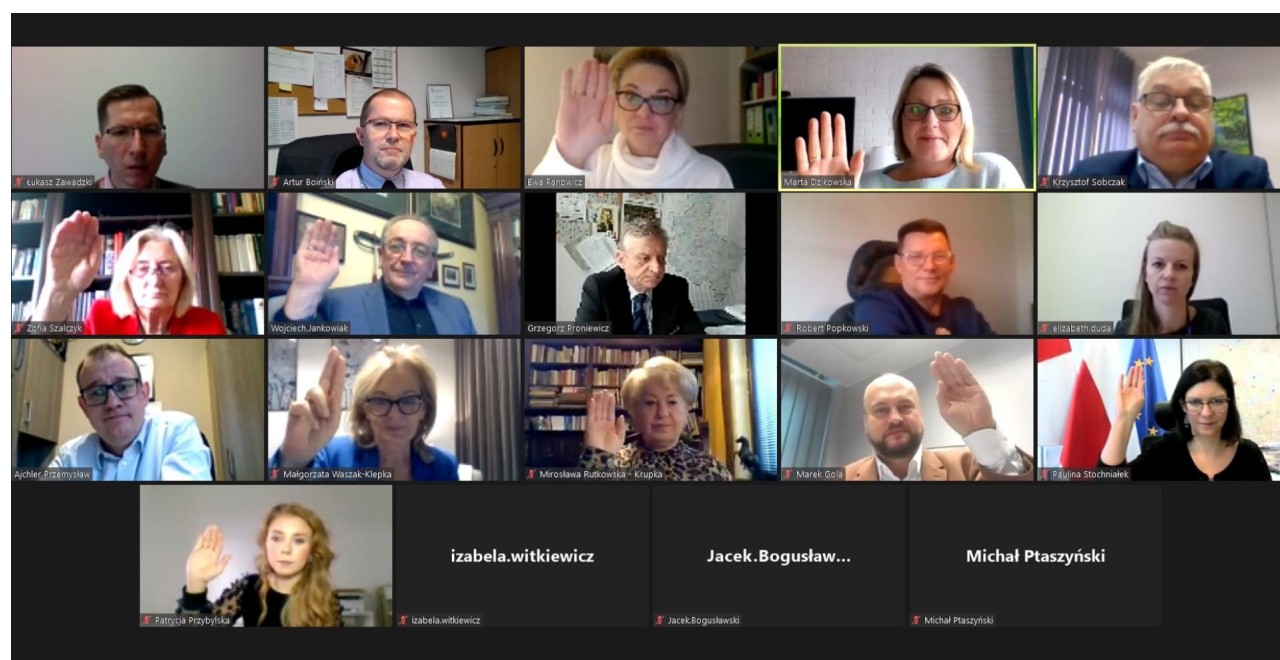 Łukasz Zawadzki
Artur Boiński
Ewa Panowicz
Marta Dzikowska
Krzysztof Sobczak
Zofia Szalczyk
Wojciech.Jankowiak
Grzegorz Proniewicz
Robert Popkowski
elizabeth.duda
Ajchler Przemysław
Małgorzata Waszak-Klepka
Mirosława Rutkowska - Krupka
Marek Gola
Paulina Stochniałek
Patrycja Przybylska
izabela.witkiewicz
izabela.witkiewicz
Jacek.Bogusław...
Jacek.Bogusławski
Michał Ptaszyński
Michał Ptaszyński